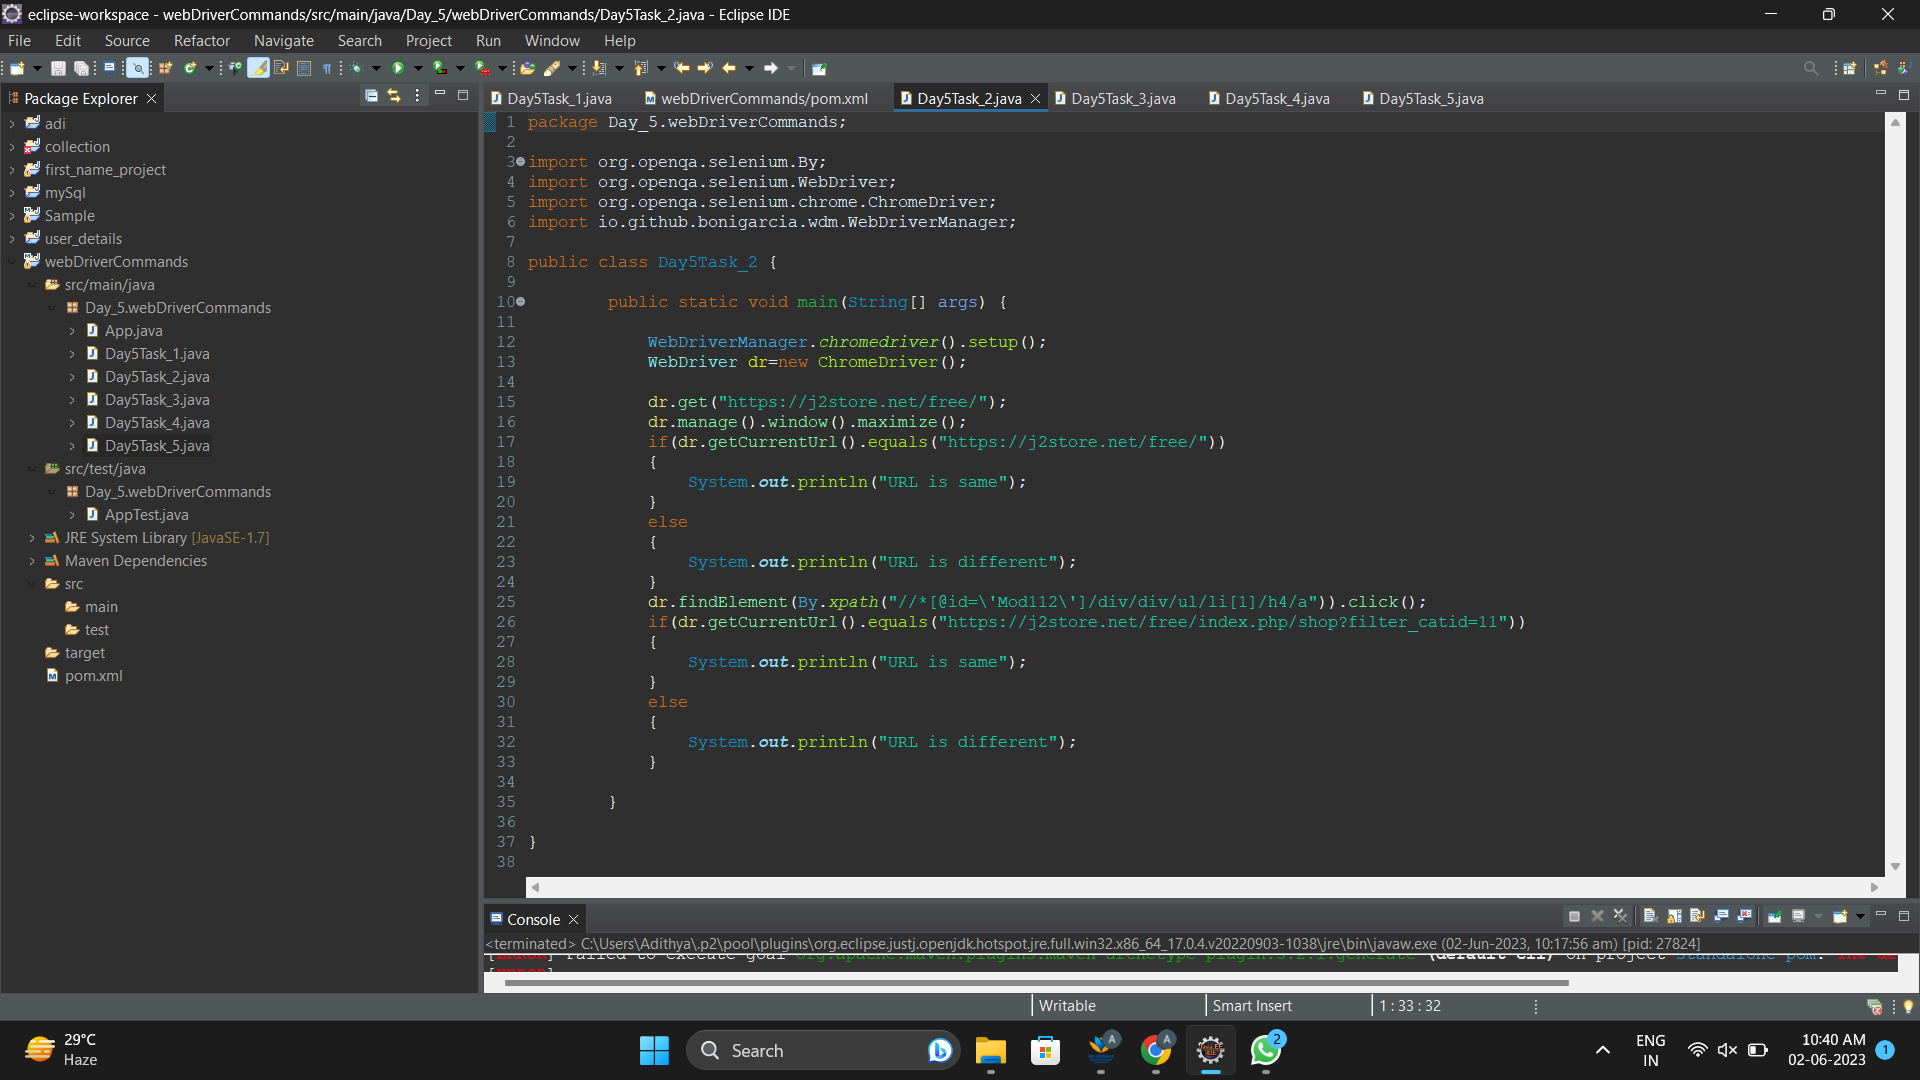 eclipse-workspace - webDriverCommands/src/main/java/Day_5/webDriverCommands/Day5Task_2.java - Eclipse IDE
File Edit Source Refactor Navigate Search Project Run Window Help
Package Explorer
adi
collection
first_name_project
mySql
Sample
user_details
webDriverCommands
src/main/java
Day_5.webDriverCommands
App.java
Day5Task_1.java
Day5Task_2.java
Day5Task_3.java
Day5Task_4.java
Day5Task_5.java
src/test/java
Day_5.webDriverCommands
AppTest.java
JRE System Library [JavaSE-1.7]
Maven Dependencies
src
main
test
target
pom.xml
Day5Task_1.java webDriverCommands/pom.xml Day5Task_2.java Day5Task_3.java Day5Task_4.java Day5Task_5.java
1 package Day_5.webDriverCommands;
2
3 import org.openqa.selenium.By;
4 import org.openqa.selenium.WebDriver;
5 import org.openqa.selenium.chrome.ChromeDriver;
6 import io.github.bonigarcia.wdm.WebDriverManager;
7
8 public class Day5Task_2 {
9
10 public static void main(String[] args) {
11
12 WebDriverManager.chromedriver().setup();
13 WebDriver dr=new ChromeDriver();
14
15 dr.get("https://j2store.net/free/");
16 dr.manage().window().maximize();
17 if(dr.getCurrentUrl().equals("https://j2store.net/free/"))
18 {
19 System.out.println("URL is same");
20 }
21 else
22 {
23 System.out.println("URL is different");
24 }
25 dr.findElement(By.xpath("//*[@id=\'Mod112\']/div/div/ul/li[1]/h4/a")).click();
26 if(dr.getCurrentUrl().equals("https://j2store.net/free/index.php/shop?filter_catid=11"))
27 {
28 System.out.println("URL is same");
29 }
30 else
31 {
32 System.out.println("URL is different");
33 }
34
35 }
36
37 }
38
Console
<terminated> C:\Users\Adithya\.p2\pool\plugins\org.eclipse.justj.openjdk.hotspot.jre.full.win32.x86_64_17.0.4.v20220903-1038\jre\bin\javaw.exe (02-Jun-2023, 10:17:56 am) [pid: 27824]
[ERROR] Failed to execute goal org.apache.maven.plugins:maven-archetype-plugin:3.2.1:generate (default-cli) on project standalone-pom: The de
[ERROR]
Writable Smart Insert 1 : 33 : 32
29°C
Haze
Search
A
A
2
ENG
IN
10:40 AM
02-06-2023
1